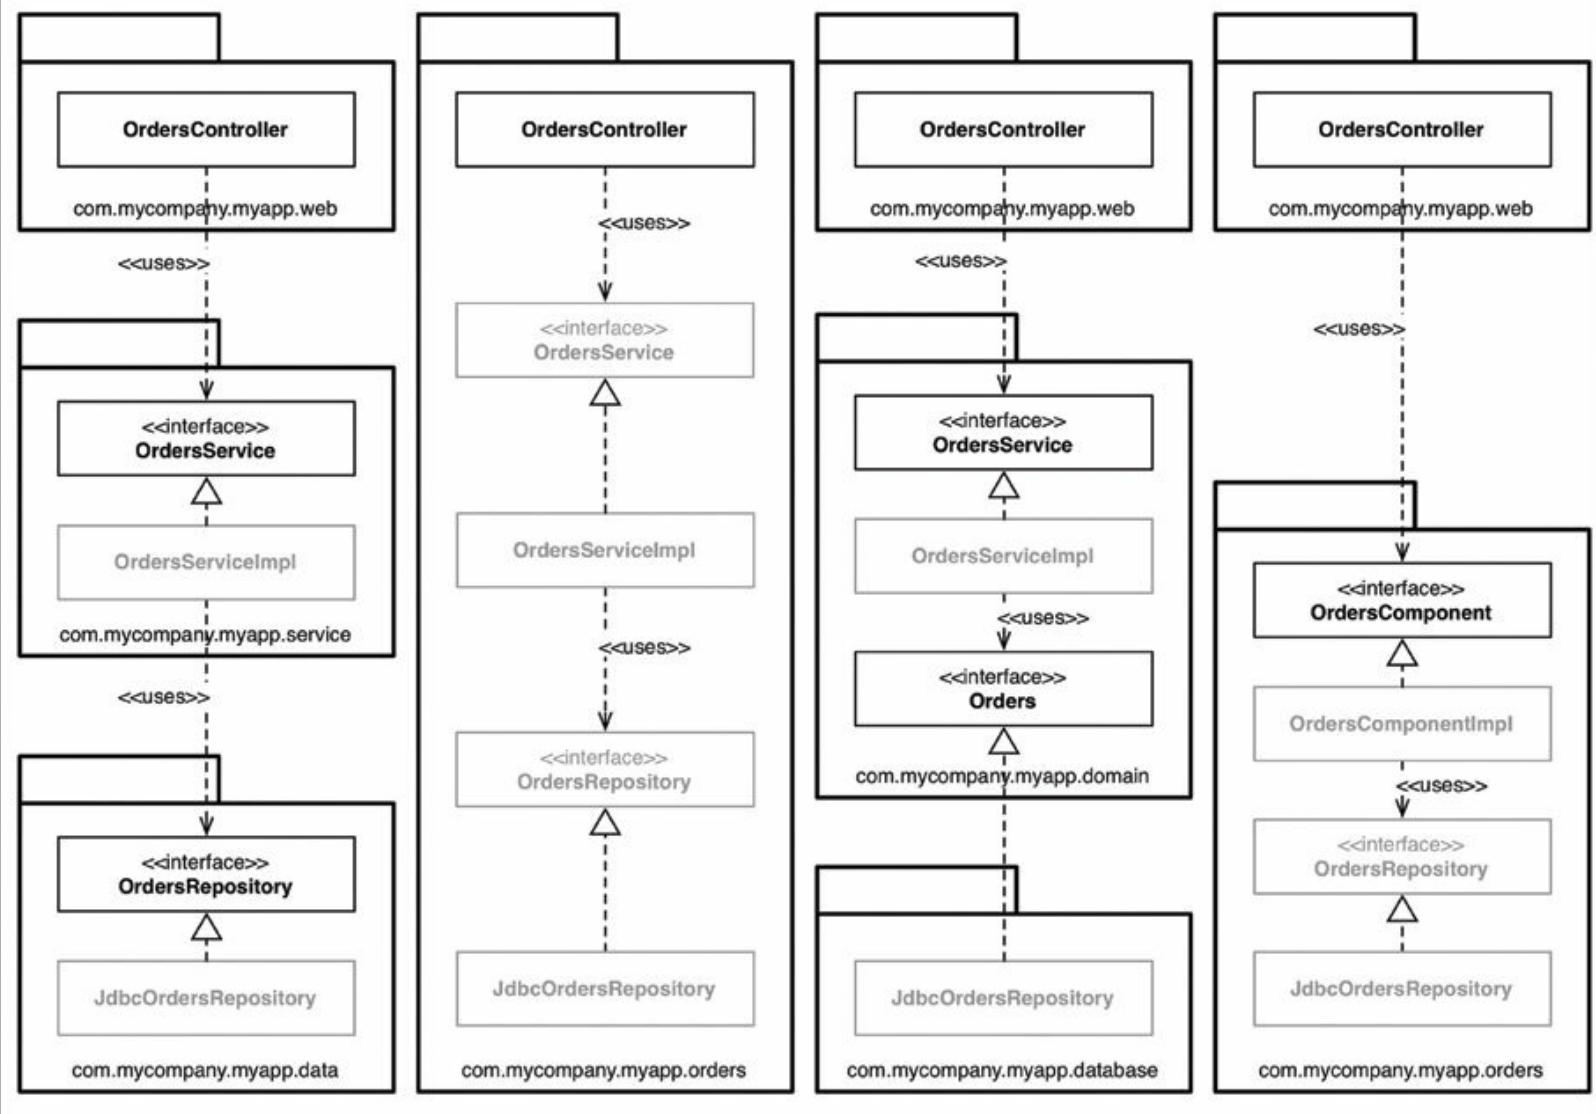 OrdersController
com.mycompany.myapp.web
<<uses>>
<<interface>>
OrdersService
OrdersServiceImpl
com.mycompany.myapp.service
<<uses>>
<<interface>>
OrdersRepository
JdbcOrdersRepository
com.mycompany.myapp.data
OrdersController
<<uses>>
<<interface>>
OrdersService
OrdersServiceImpl
<<uses>>
<<interface>>
OrdersRepository
JdbcOrdersRepository
com.mycompany.myapp.orders
OrdersController
com.mycompany.myapp.web
<<uses>>
<<interface>>
OrdersService
OrdersServiceImpl
<<uses>>
<<interface>>
Orders
com.mycompany.myapp.domain
JdbcOrdersRepository
com.mycompany.myapp.database
OrdersController
com.mycompany.myapp.web
<<uses>>
<<interface>>
OrdersComponent
OrdersComponentImpl
<<uses>>
<<interface>>
OrdersRepository
JdbcOrdersRepository
com.mycompany.myapp.orders